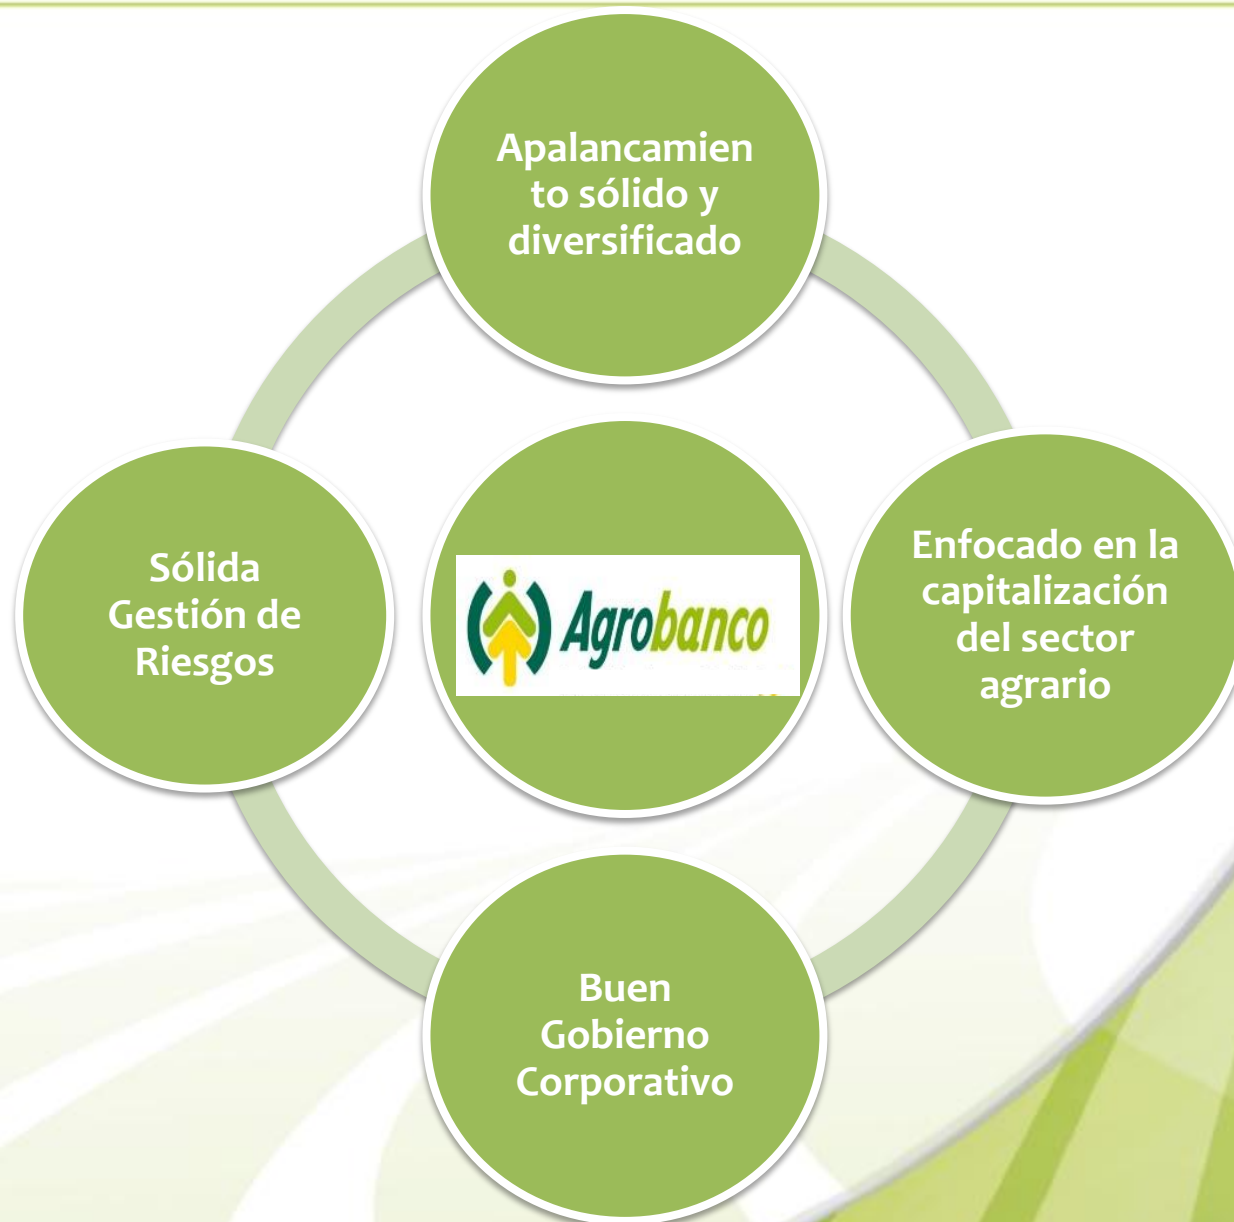 Apalancamien
to sólido y
diversificado
Sólida
Gestión de
Riesgos
Agrobanco
Enfocado en la
capitalización
del sector
agrario
Buen
Gobierno
Corporativo